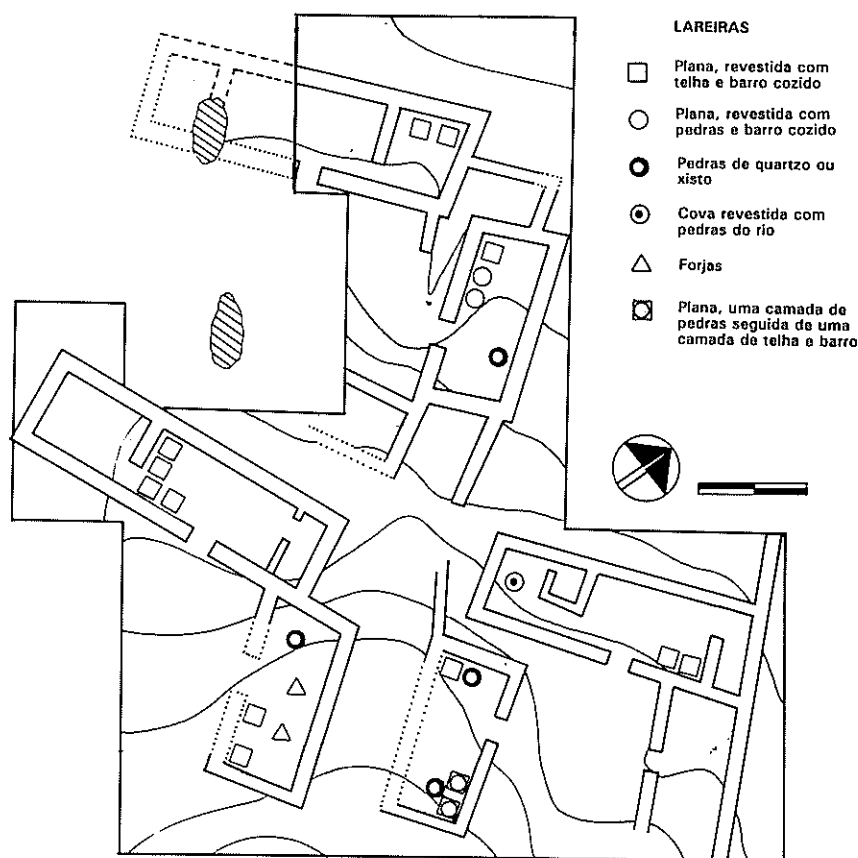 LAREIRAS
Plana, revestida com
telha e barro cozido
Plana, revestida com
pedras e barro cozido
Pedras de quartzo ou
xisto
Cova revestida com
pedras do rio
Forjas
Plana, uma camada de
pedras seguida de uma
camada de telha e barro